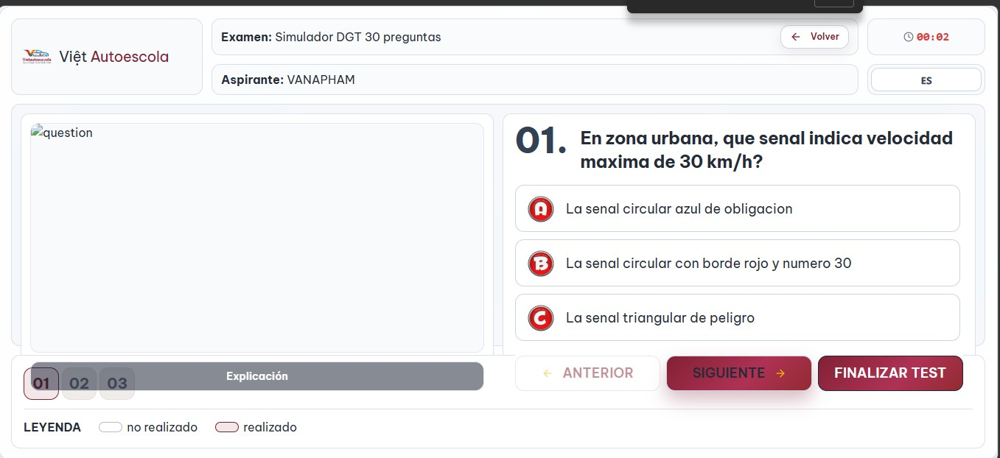 Việt Autoescola
Examen: Simulador DGT 30 preguntas
Volver
00:02
Aspirante: VANAPHAM
ES
question
01. En zona urbana, que senal indica velocidad
maxima de 30 km/h?
A La senal circular azul de obligacion
B La senal circular con borde rojo y numero 30
C La senal triangular de peligro
01 02 03
Explicación
ANTERIOR
SIGUIENTE
FINALIZAR TEST
LEYENDA no realizado realizado